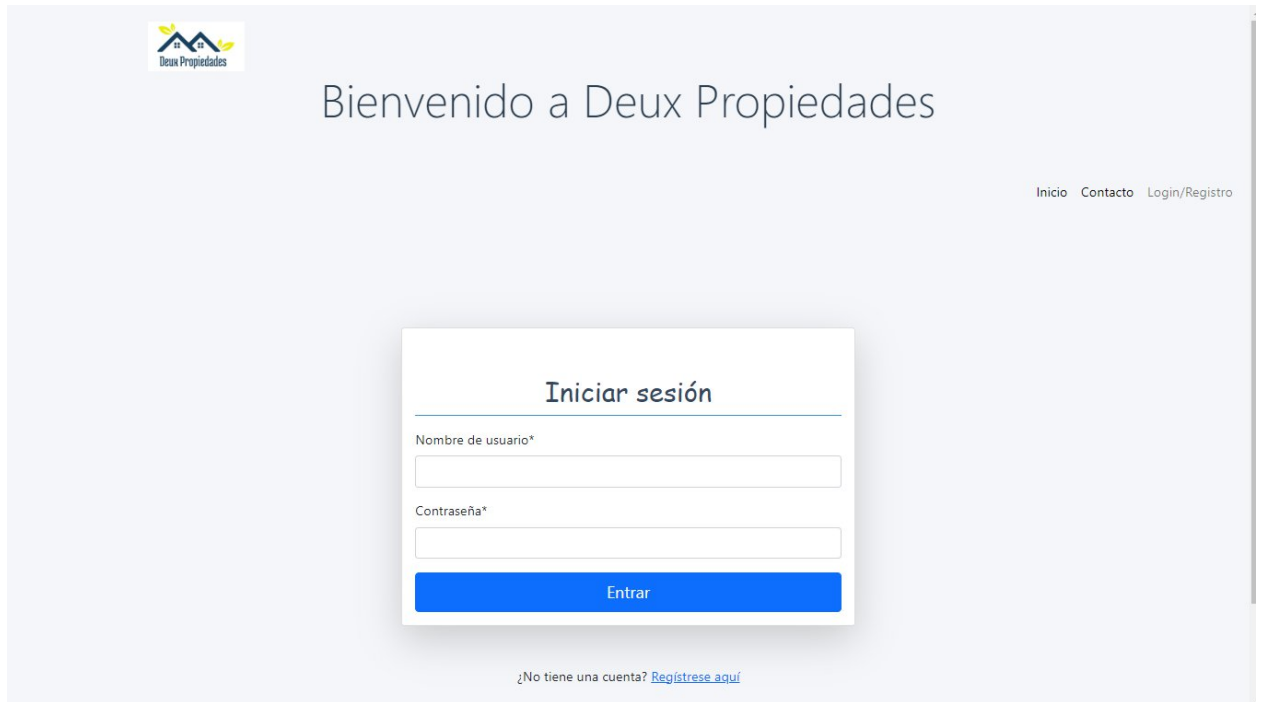 Deux Propiedades
Bienvenido a Deux Propiedades
Inicio Contacto Login/Registro
Iniciar sesión
Nombre de usuario*
Contraseña*
Entrar
¿No tiene una cuenta? Regístrese aquí